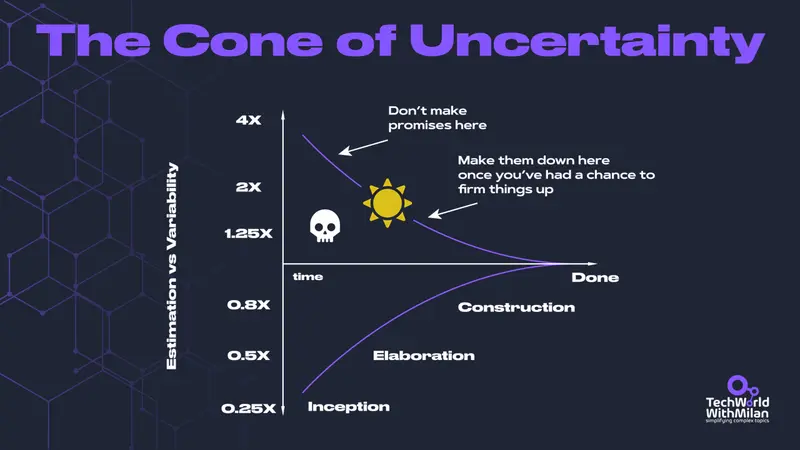 The Cone of Uncertainty
Estimation vs Variability
4X
2X
1.25X
0.8X
0.5X
0.25X
Don't make
promises here
Make them down here
once you've had a chance to
firm things up
time
Done
Construction
Elaboration
Inception
TechWorld
WithMilan
simplifying complex topics